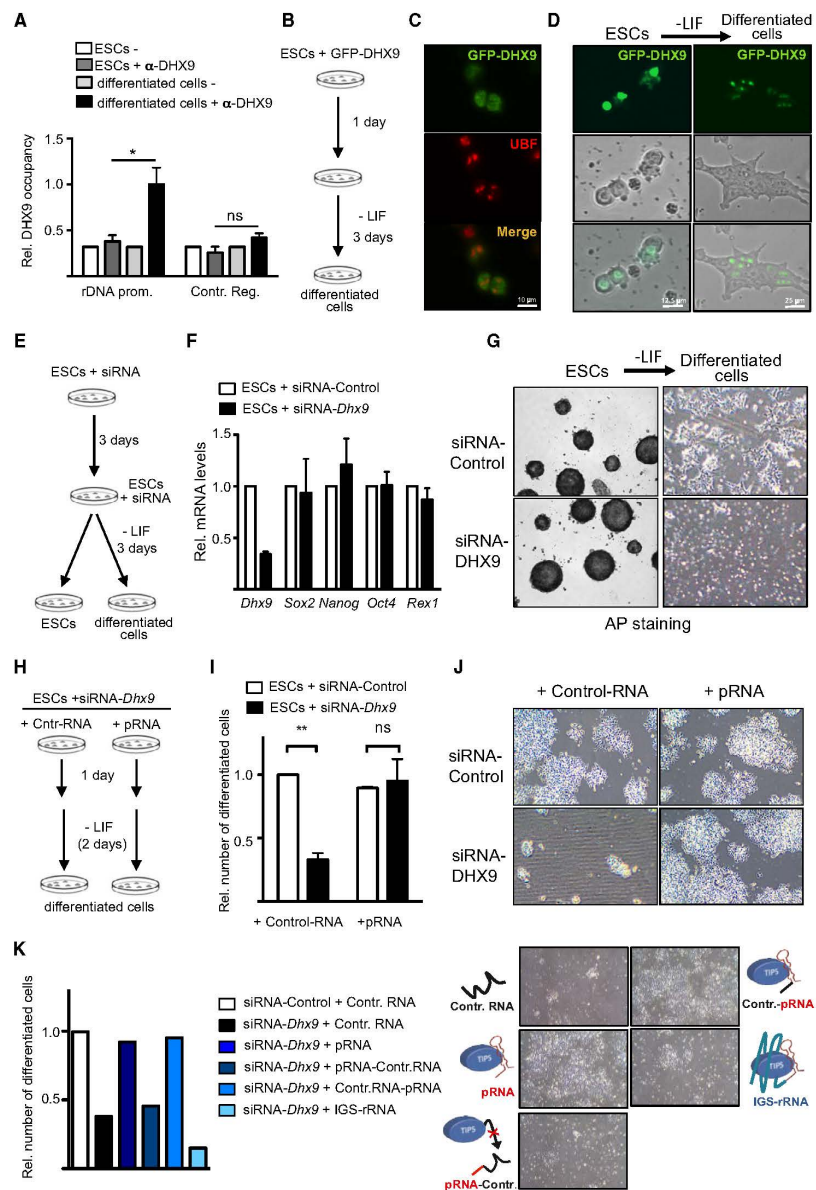 A
ESCs -
ESCs + α-DHX9
differentiated cells -
differentiated cells + α-DHX9
Rel. DHX9 occupancy
1.5
1.0
0.5
*
ns
rDNA prom.
Contr. Reg.
B
ESCs + GFP-DHX9
1 day
- LIF
3 days
differentiated
cells
C
GFP-DHX9
UBF
Merge
10 µm
D
ESCs
-LIF
Differentiated
cells
GFP-DHX9
GFP-DHX9
12.5 µm
25 µm
E
ESCs + siRNA
3 days
ESCs
+ siRNA
- LIF
3 days
ESCs
differentiated
cells
F
ESCs + siRNA-Control
ESCs + siRNA-Dhx9
Rel. mRNA levels
1.5
1.0
0.5
Dhx9
Sox2
Nanog
Oct4
Rex1
G
ESCs
-LIF
Differentiated
cells
siRNA-
Control
siRNA-
DHX9
AP staining
H
ESCs +siRNA-Dhx9
+ Cntr-RNA
+ pRNA
1 day
- LIF
(2 days)
differentiated cells
I
ESCs + siRNA-Control
ESCs + siRNA-Dhx9
Rel. number of differentiated cells
**
ns
1.0
0.5
+ Control-RNA
+pRNA
J
+ Control-RNA
+ pRNA
siRNA-
Control
siRNA-
DHX9
K
Rel. number of differentiated cells
1.0
0.5
siRNA-Control + Contr. RNA
siRNA-Dhx9 + Contr. RNA
siRNA-Dhx9 + pRNA
siRNA-Dhx9 + pRNA-Contr.RNA
siRNA-Dhx9 + Contr.RNA-pRNA
siRNA-Dhx9 + IGS-rRNA
Contr. RNA
TIP5
Contr.-pRNA
TIP5
pRNA
TIP5
IGS-rRNA
TIP5
pRNA-Contr.